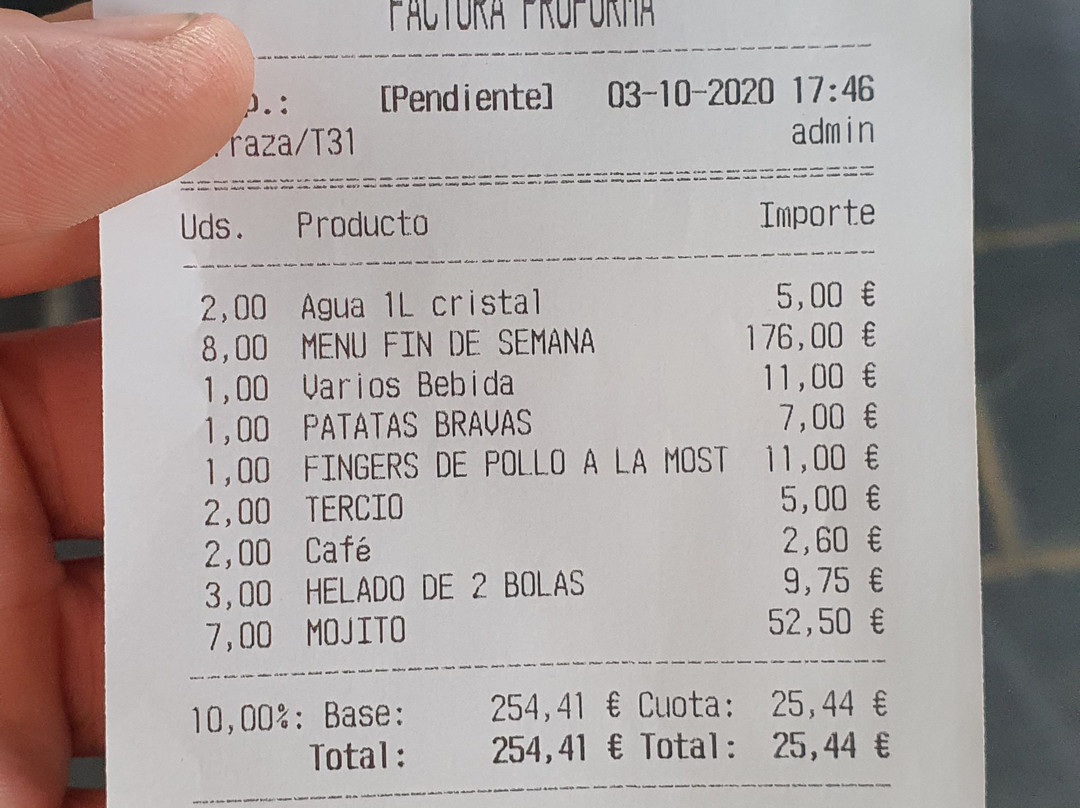 FACTURA PROFORMA
p.: [Pendiente] 03-10-2020 17:46
raza/T31 admin
Uds. Producto Importe
2,00 Agua 1L cristal 5,00 €
8,00 MENU FIN DE SEMANA 176,00 €
1,00 Varios Bebida 11,00 €
1,00 PATATAS BRAVAS 7,00 €
1,00 FINGERS DE POLLO A LA MOST 11,00 €
2,00 TERCIO 5,00 €
2,00 Café 2,60 €
3,00 HELADO DE 2 BOLAS 9,75 €
7,00 MOJITO 52,50 €
10,00%: Base: 254,41 € Cuota: 25,44 €
Total: 254,41 € Total: 25,44 €